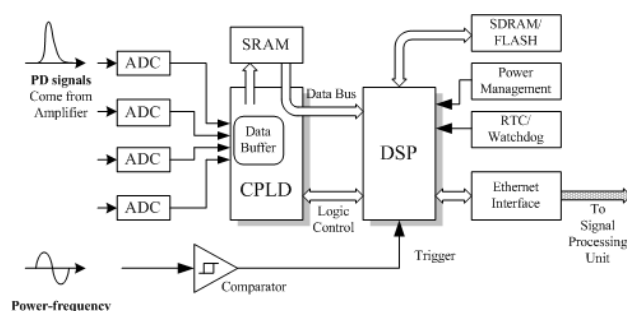 PD signals
Come from
Amplifier
ADC
ADC
ADC
ADC
SRAM
Data
Buffer
CPLD
Data Bus
Logic
Control
DSP
SDRAM/
FLASH
Power
Management
RTC/
Watchdog
Ethernet
Interface
To
Signal
Processing
Unit
Trigger
Comparator
Power-frequency